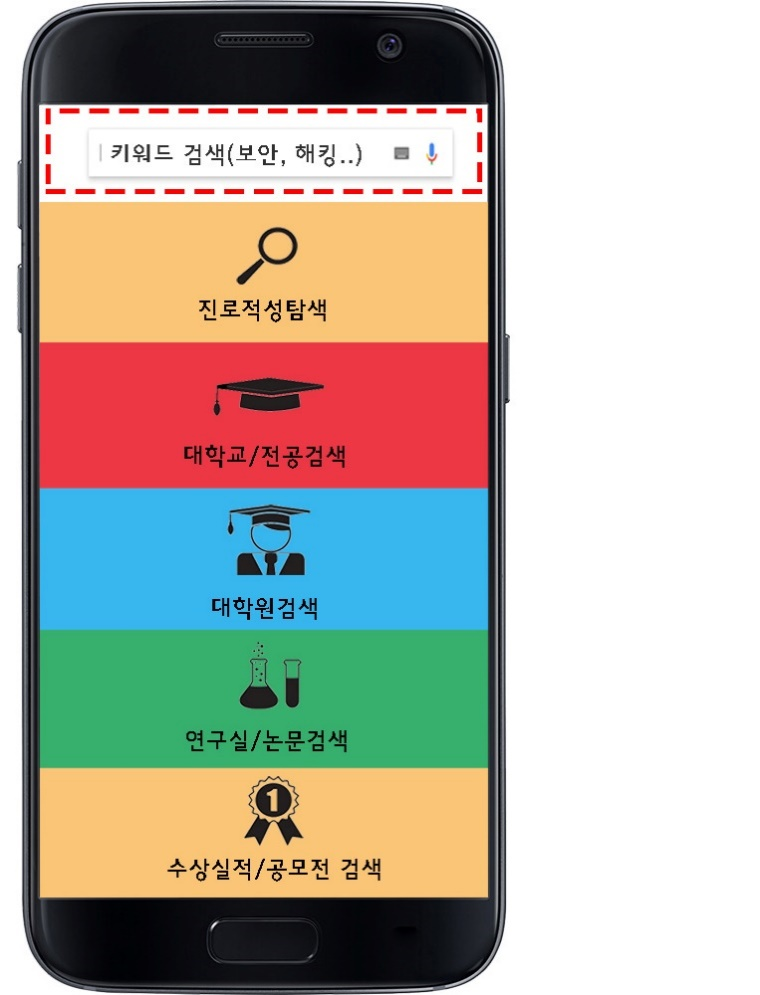 키워드 검색(보안, 해킹..)
진로적성탐색
대학교/전공검색
대학원검색
연구실/논문검색
1
수상실적/공모전 검색